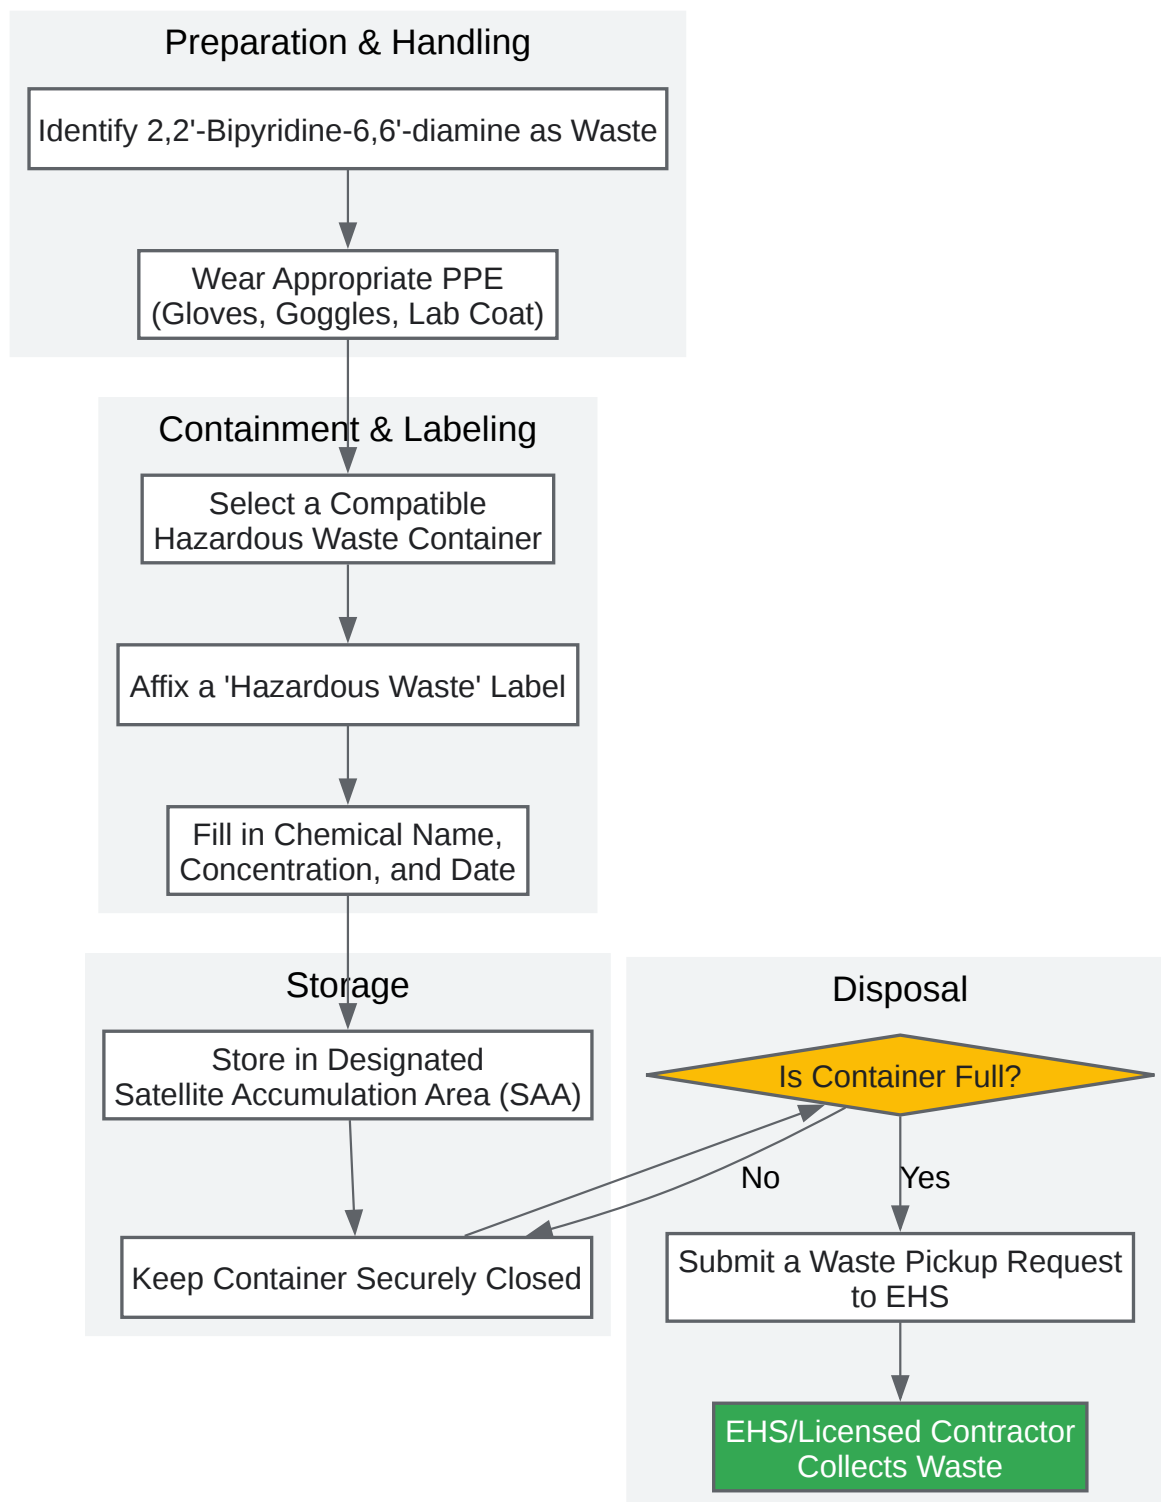 Preparation & Handling
Identify 2,2'-Bipyridine-6,6'-diamine as Waste
Wear Appropriate PPE
(Gloves, Goggles, Lab Coat)
Containment & Labeling
Select a Compatible
Hazardous Waste Container
Affix a 'Hazardous Waste' Label
Fill in Chemical Name,
Concentration, and Date
Storage
Store in Designated
Satellite Accumulation Area (SAA)
Keep Container Securely Closed
Disposal
Is Container Full?
No
Yes
Submit a Waste Pickup Request
to EHS
EHS/Licensed Contractor
Collects Waste